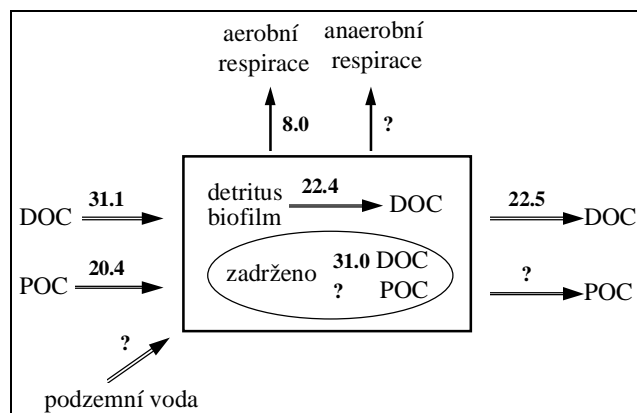 aerobní
respirace
anaerobní
respirace
8.0
?
DOC
31.1
POC
20.4
?
podzemní voda
detritus
biofilm
22.4
DOC
zadrženo
31.0 DOC
? POC
22.5
DOC
?
POC